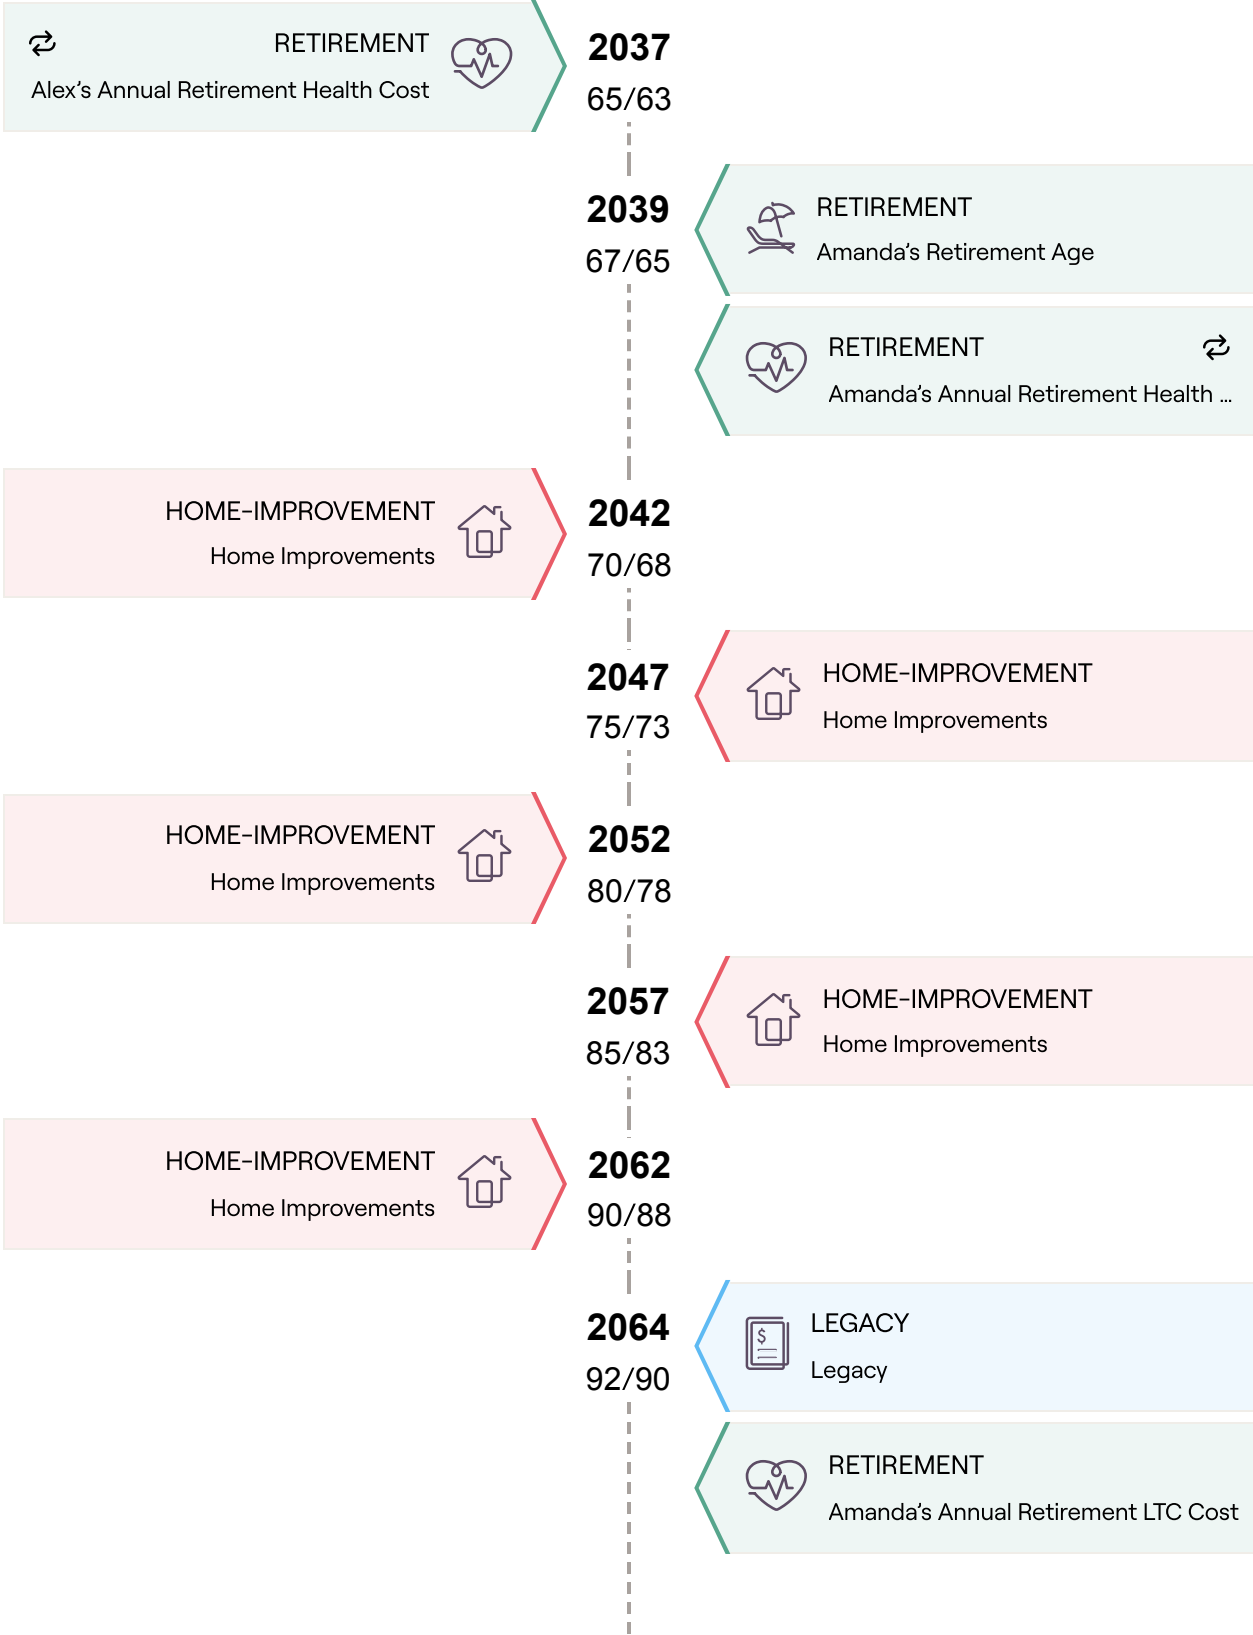 RETIREMENT
Alex’s Annual Retirement Health Cost
2037
65/63
2039
67/65
RETIREMENT
Amanda’s Retirement Age
RETIREMENT
Amanda’s Annual Retirement Health ...
HOME-IMPROVEMENT
Home Improvements
2042
70/68
2047
75/73
HOME-IMPROVEMENT
Home Improvements
HOME-IMPROVEMENT
Home Improvements
2052
80/78
2057
85/83
HOME-IMPROVEMENT
Home Improvements
HOME-IMPROVEMENT
Home Improvements
2062
90/88
2064
92/90
$
LEGACY
Legacy
RETIREMENT
Amanda’s Annual Retirement LTC Cost